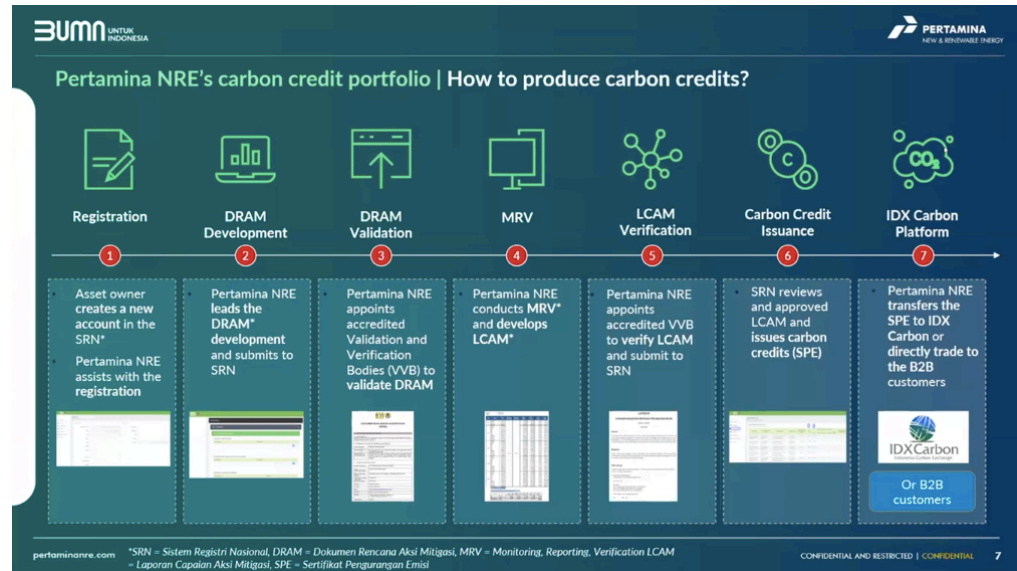 BUMN UNTUK
INDONESIA
PERTAMINA
NEW & RENEWABLE ENERGY
Pertamina NRE's carbon credit portfolio | How to produce carbon credits?
CO₂
O C O
Registration
DRAM
Development
DRAM
Validation
MRV
LCAM
Verification
Carbon Credit
Issuance
IDX Carbon
Platform
1
2
3
4
5
6
7
• Asset owner
creates a new
account in the
SRN*
• Pertamina NRE
assists with the
registration
• Pertamina NRE
leads the
DRAM*
development
and submits to
SRN
• Pertamina NRE
appoints
accredited
Validation and
Verification
Bodies (VVB) to
validate DRAM
• Pertamina NRE
conducts MRV*
and develops
LCAM*
• Pertamina NRE
appoints
accredited VVB
to verify LCAM
and submit to
SRN
• SRN reviews
and approved
LCAM and
issues carbon
credits (SPE)
• Pertamina NRE
transfers the
SPE to IDX
Carbon or
directly trade to
the B2B
customers
IDXCarbon
Indonesia Carbon Exchange
Or B2B
customers
pertaminanre.com
*SRN = Sistem Registri Nasional, DRAM = Dokumen Rencana Aksi Mitigasi, MRV = Monitoring, Reporting, Verification LCAM
= Laporan Capaian Aksi Mitigasi, SPE = Sertifikat Pengurangan Emisi
CONFIDENTIAL AND RESTRICTED | CONFIDENTIAL
7